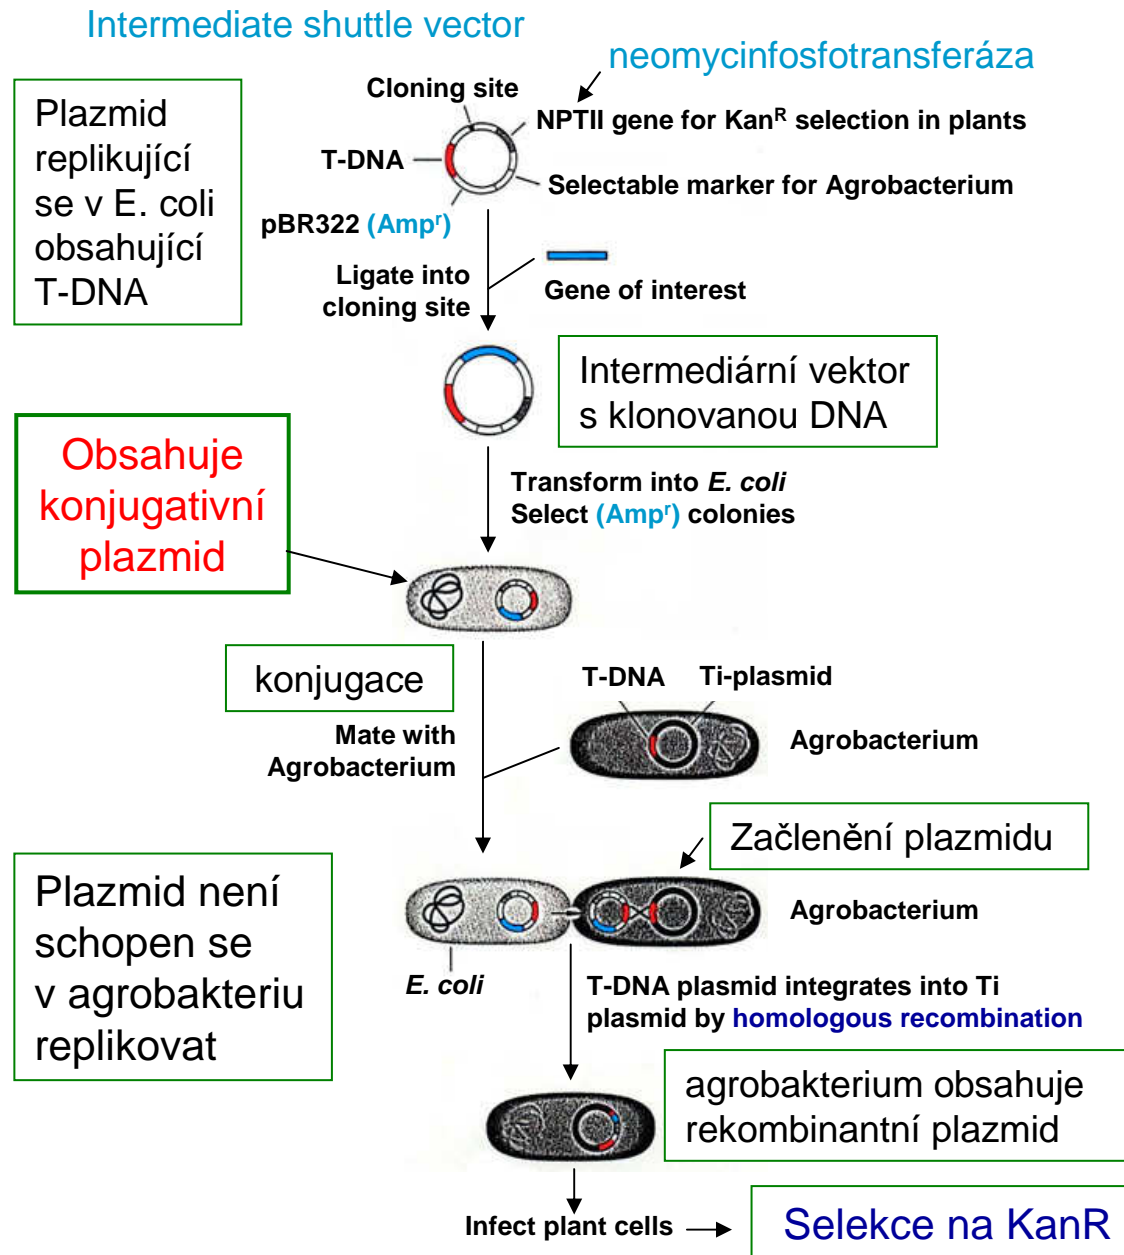 Intermediate shuttle vector
neomycinfosfotransferáza
Plazmid
replikující
se v E. coli
obsahující
T-DNA
Cloning site
NPTII gene for Kanᴿ selection in plants
T-DNA
Selectable marker for Agrobacterium
pBR322 (Ampʳ)
Ligate into
cloning site
Gene of interest
Intermediární vektor
s klonovanou DNA
Obsahuje
konjugativní
plazmid
Transform into E. coli
Select (Ampʳ) colonies
konjugace
T-DNA Ti-plasmid
Mate with
Agrobacterium
Agrobacterium
Začlenění plazmidu
Plazmid není
schopen se
v agrobakteriu
replikovat
Agrobacterium
E. coli
T-DNA plasmid integrates into Ti
plasmid by homologous recombination
agrobakterium obsahuje
rekombinantní plazmid
Infect plant cells
Selekce na KanR